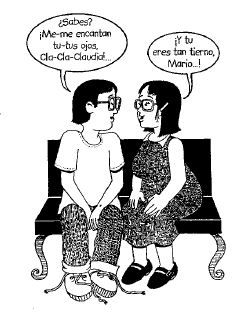 ¿Sabes?
¡Me-me encantan
tu-tus ojos,
Cla-Cla-Claudia!...
¡Y tu
eres tan tierno,
Mario...!